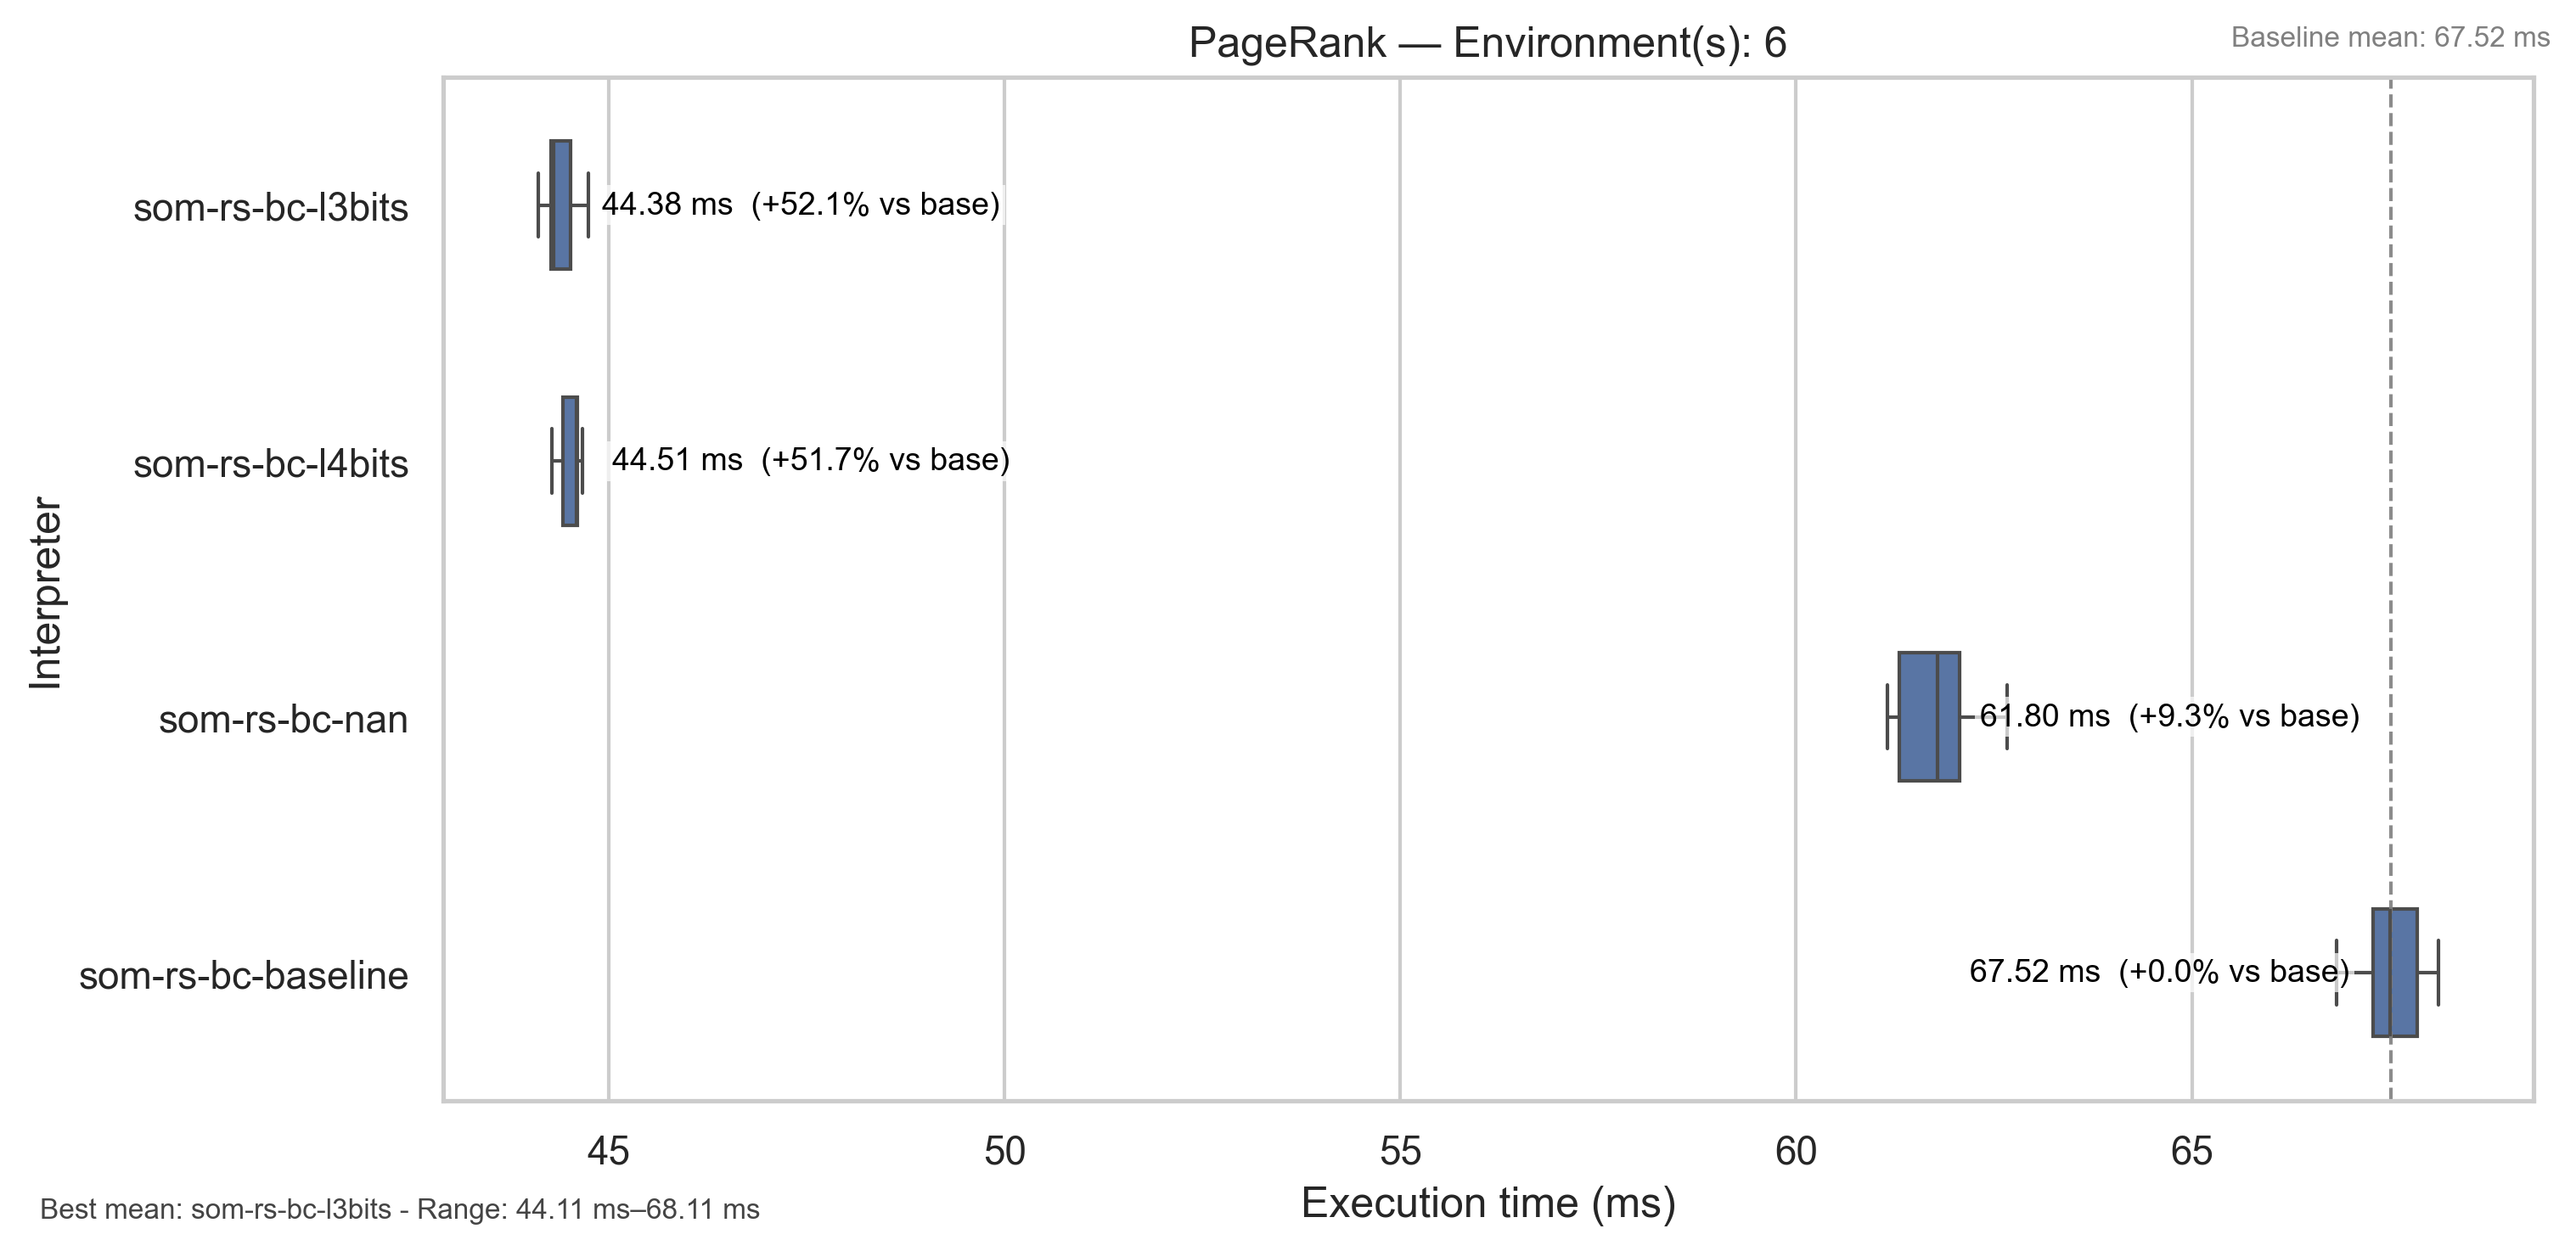 PageRank — Environment(s): 6
Baseline mean: 67.52 ms
Interpreter
som-rs-bc-l3bits
44.38 ms  (+52.1% vs base)
som-rs-bc-l4bits
44.51 ms  (+51.7% vs base)
som-rs-bc-nan
61.80 ms  (+9.3% vs base)
som-rs-bc-baseline
67.52 ms  (+0.0% vs base)
45 50 55 60 65
Execution time (ms)
Best mean: som-rs-bc-l3bits - Range: 44.11 ms–68.11 ms